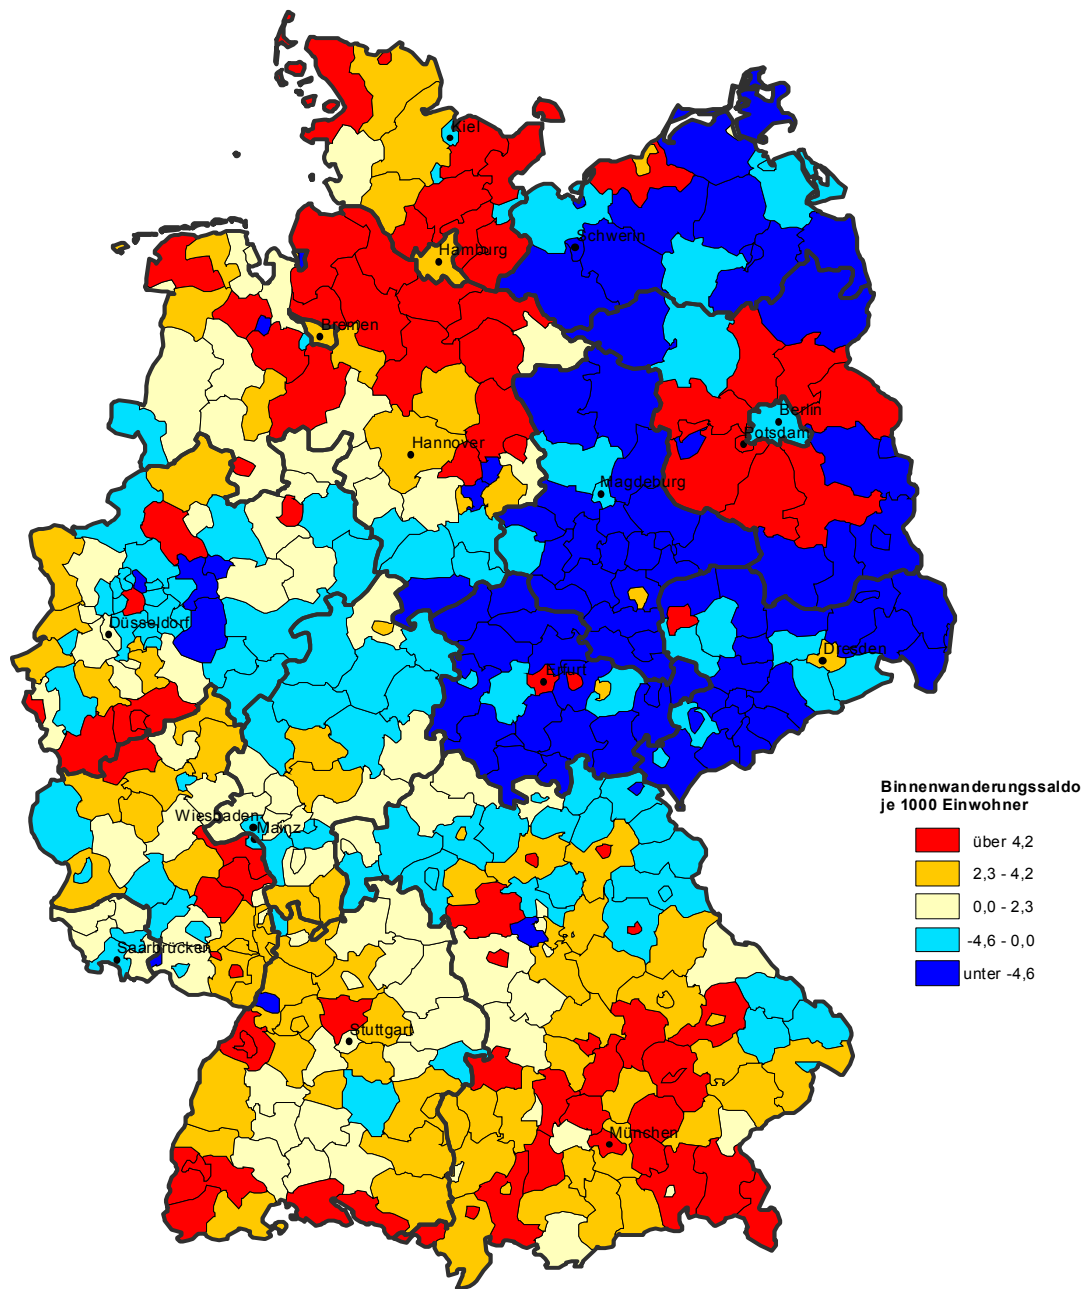 Kiel
Schwerin
Hamburg
Bremen
Berlin
Potsdam
Hannover
Magdeburg
Düsseldorf
Erfurt
Dresden
Wiesbaden
Mainz
Saarbrücken
Stuttgart
München
Binnenwanderungssaldo
je 1000 Einwohner
über 4,2
2,3 - 4,2
0,0 - 2,3
-4,6 - 0,0
unter -4,6